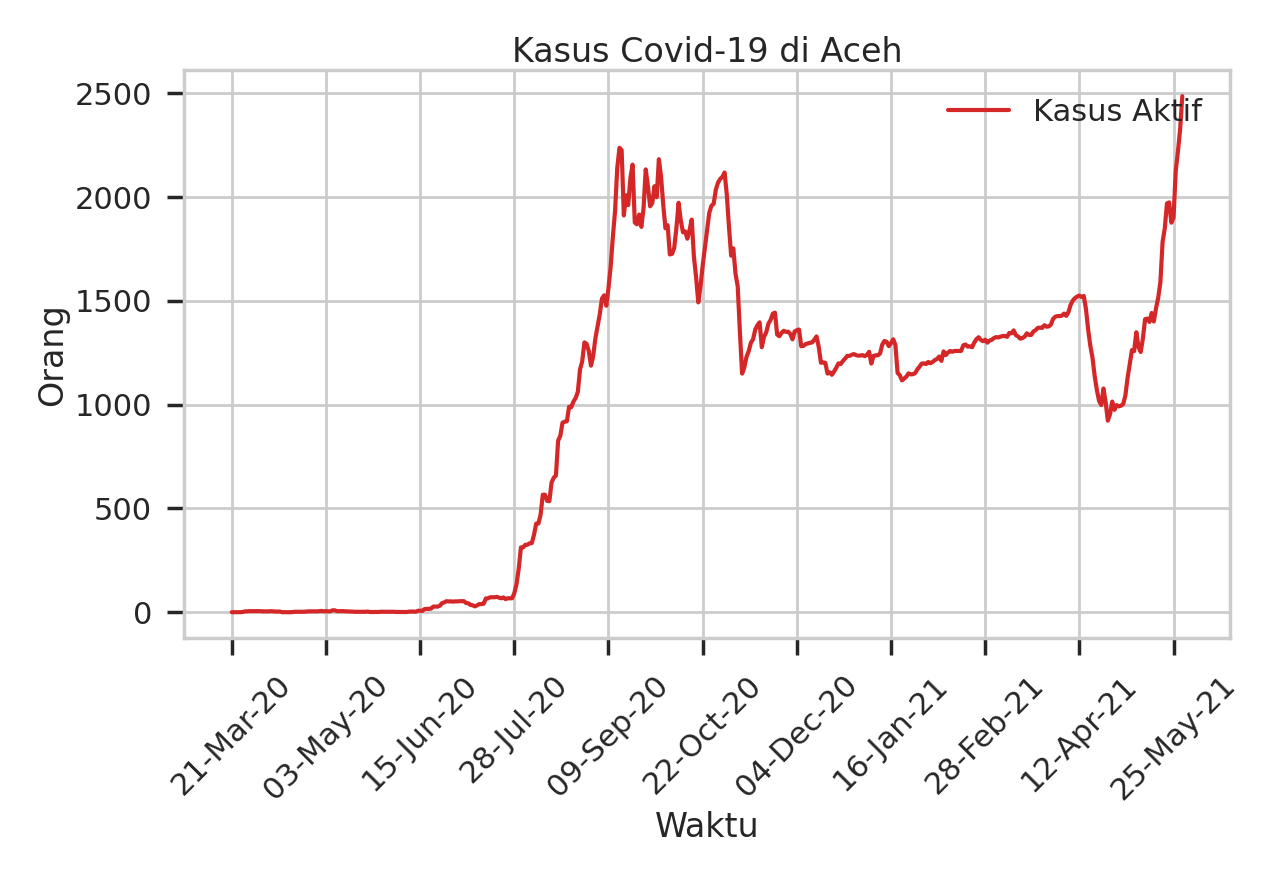 Kasus Covid-19 di Aceh
Kasus Aktif
2500
2000
1500
1000
500
0
Orang
21-Mar-20
03-May-20
15-Jun-20
28-Jul-20
09-Sep-20
22-Oct-20
04-Dec-20
16-Jan-21
28-Feb-21
12-Apr-21
25-May-21
Waktu